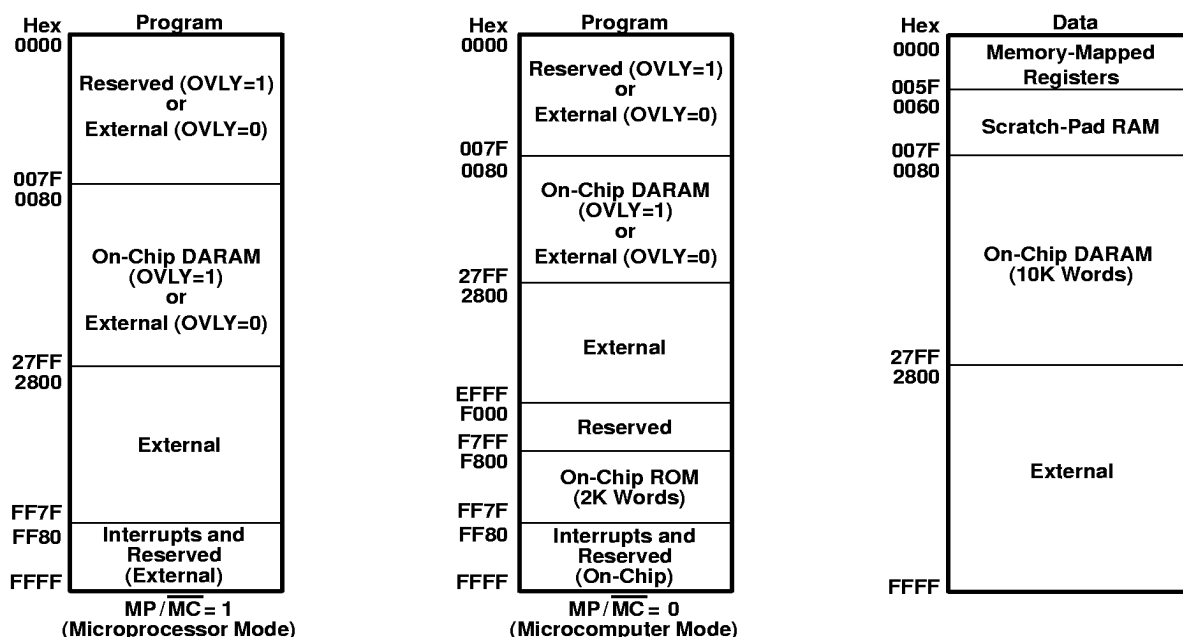 Hex Program
0000
Reserved (OVLY=1)
or
External (OVLY=0)
007F
0080
On-Chip DARAM
(OVLY=1)
or
External (OVLY=0)
27FF
2800
External
FF7F
FF80
Interrupts and
Reserved
(External)
FFFF
MP/MC = 1
(Microprocessor Mode)
Hex Program
0000
Reserved (OVLY=1)
or
External (OVLY=0)
007F
0080
On-Chip DARAM
(OVLY=1)
or
External (OVLY=0)
27FF
2800
External
EFFF
F000
Reserved
F7FF
F800
On-Chip ROM
(2K Words)
FF7F
FF80
Interrupts and
Reserved
(On-Chip)
FFFF
MP/MC = 0
(Microcomputer Mode)
Hex Data
0000
Memory-Mapped
Registers
005F
0060
Scratch-Pad RAM
007F
0080
On-Chip DARAM
(10K Words)
27FF
2800
External
FFFF